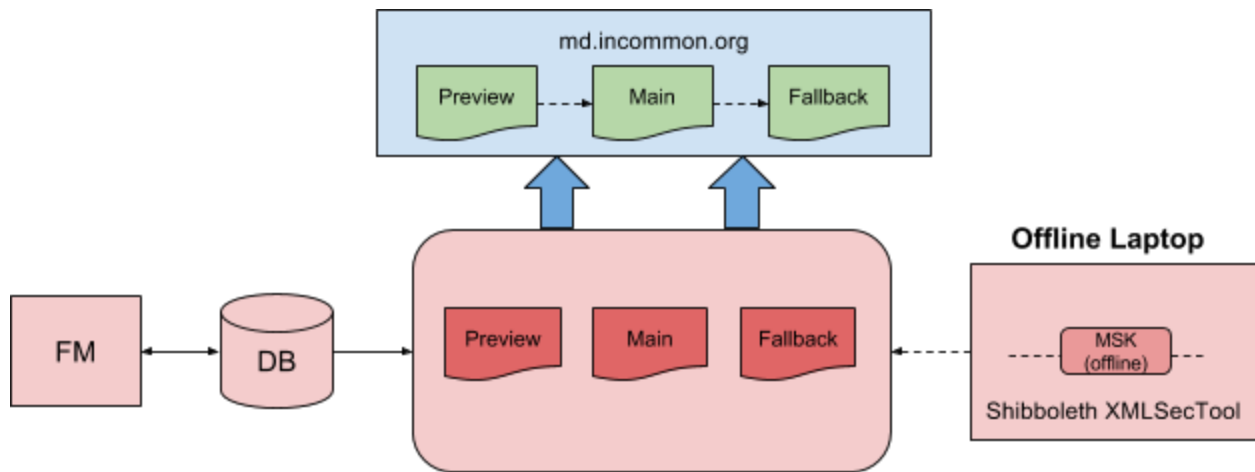 md.incommon.org
Preview
Main
Fallback
Offline Laptop
FM
DB
Preview
Main
Fallback
MSK
(offline)
Shibboleth XMLSecTool